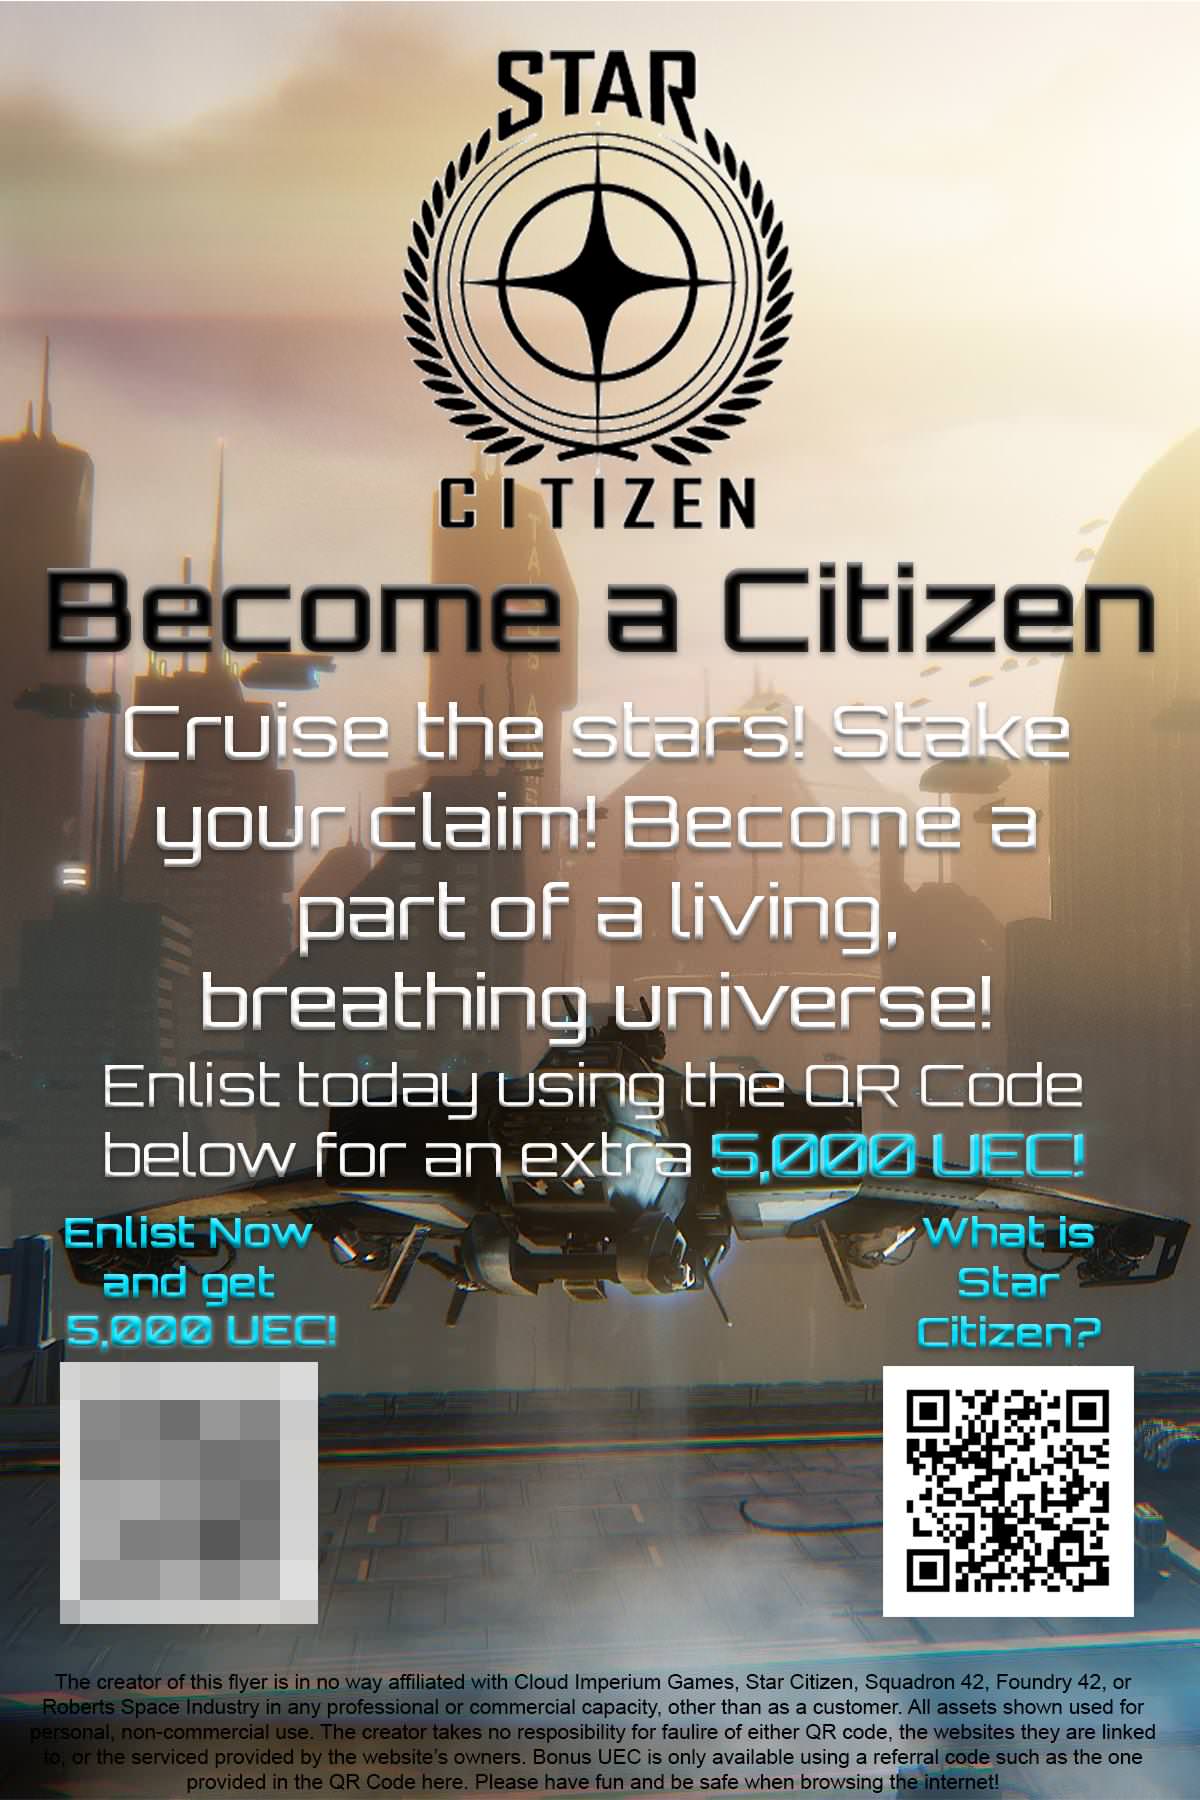 STAR
CITIZEN
Become a Citizen
Cruise the stars! Stake
your claim! Become a
part of a living,
breathing universe!
Enlist today using the QR Code
below for an extra 5,000 UEC!
Enlist Now
and get
5,000 UEC!
What is
Star
Citizen?
The creator of this flyer is in no way affiliated with Cloud Imperium Games, Star Citizen, Squadron 42, Foundry 42, or
Roberts Space Industry in any professional or commercial capacity, other than as a customer. All assets shown used for
personal, non-commercial use. The creator takes no resposibility for faulire of either QR code, the websites they are linked
to, or the serviced provided by the website's owners. Bonus UEC is only available using a referral code such as the one
provided in the QR Code here. Please have fun and be safe when browsing the internet!